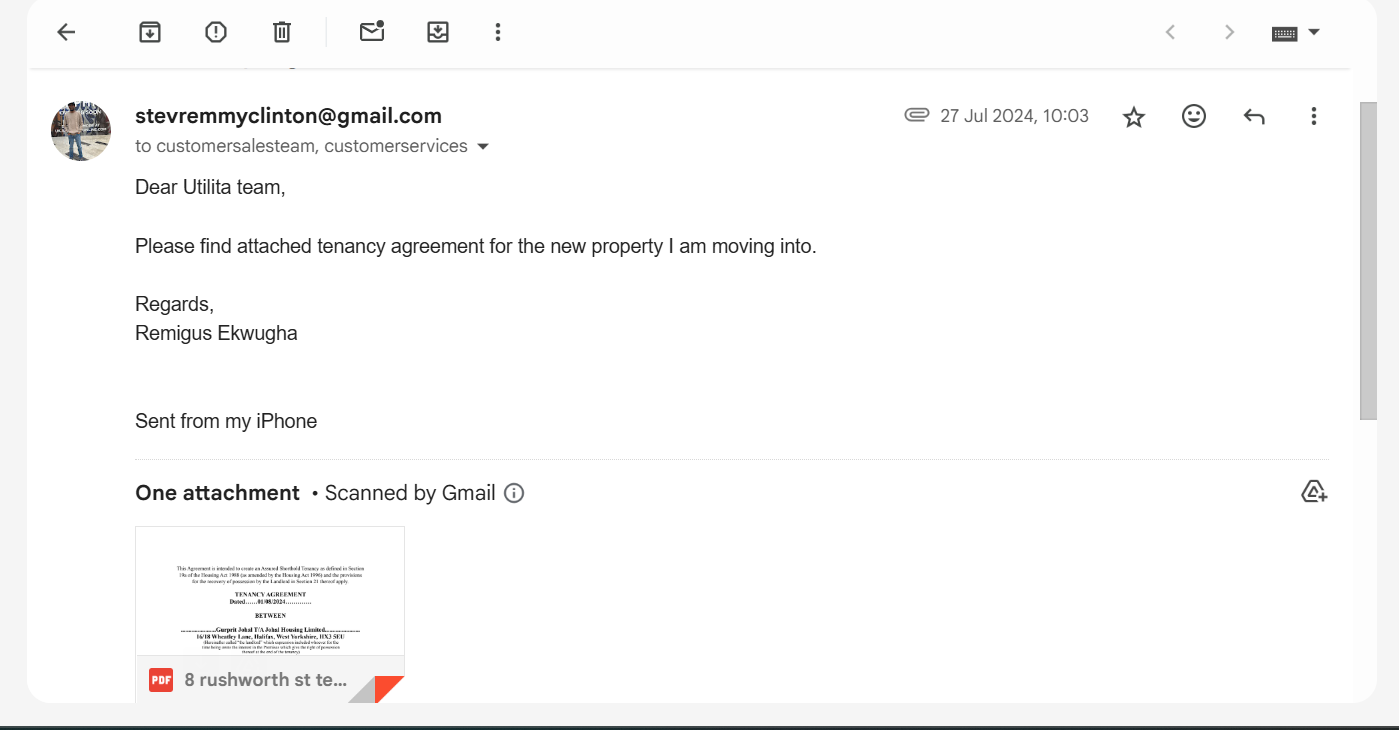 stevremmyclinton@gmail.com
27 Jul 2024, 10:03
to customersalesteam, customerservices
Dear Utilita team,
Please find attached tenancy agreement for the new property I am moving into.
Regards,
Remigus Ekwugha
Sent from my iPhone
One attachment • Scanned by Gmail
This Agreement is intended to create an Assured Shorthold Tenancy as defined in Section
19a of the Housing Act 1988 (as amended by the Housing Act 1996) and the provisions
for the recovery of possession by the Landlord in Section 21 thereof apply
TENANCY AGREEMENT
Dated......01/08/2024.............
BETWEEN
Gurprit Johal T/A Johal Housing Limited
16/18 Wheatley Lane, Halifax, West Yorkshire, HX3 5EU
PDF
8 rushworth st te...